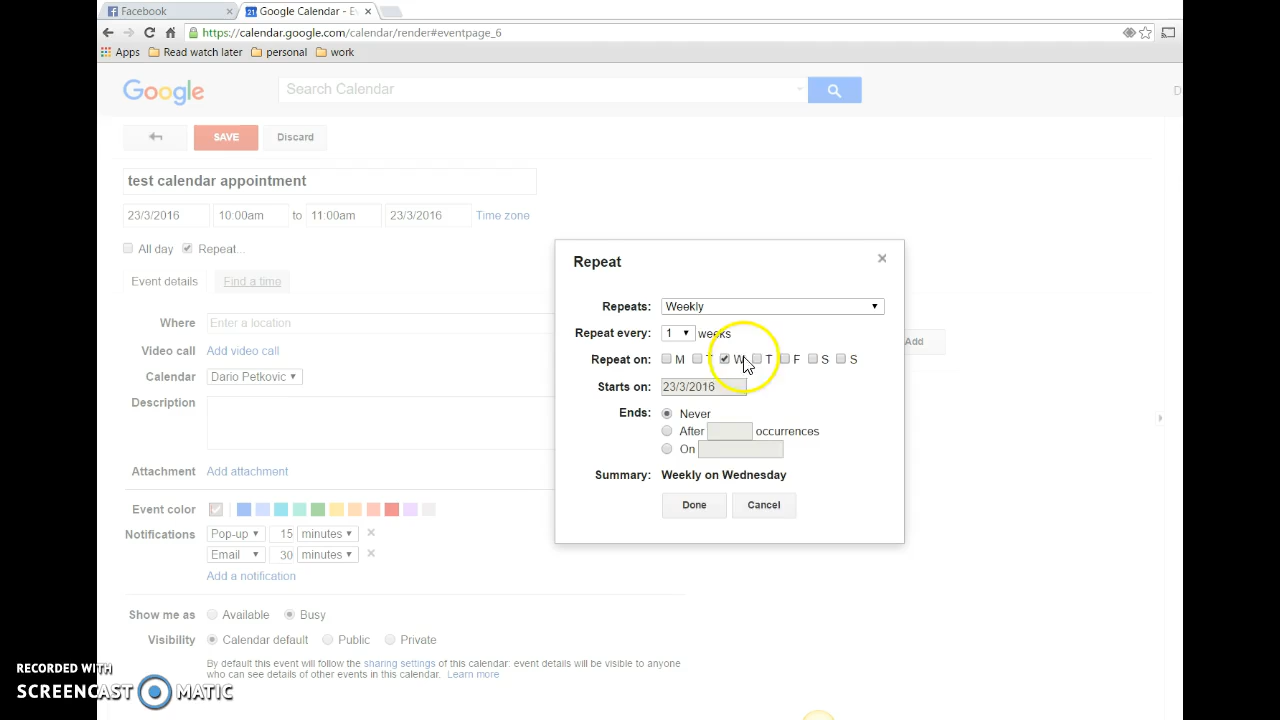 Facebook
Google Calendar - E
https://calendar.google.com/calendar/render#eventpage_6
Apps Read watch later personal work
Google Search Calendar
D
SAVE Discard
test calendar appointment
23/3/2016 10:00am to 11:00am 23/3/2016 Time zone
All day Repeat...
Event details Find a time
Where Enter a location
Video call Add video call
Calendar Dario Petkovic
Description
Attachment Add attachment
Event color
Notifications Pop-up 15 minutes
Email 30 minutes
Add a notification
Show me as Available Busy
Visibility Calendar default Public Private
By default this event will follow the sharing settings of this calendar: event details will be visible to anyone
who can see details of other events in this calendar. Learn more
Add
Repeat
Repeats: Weekly
Repeat every: 1 weeks
Repeat on: M T W T F S S
Starts on: 23/3/2016
Ends: Never
After occurrences
On
Summary: Weekly on Wednesday
Done Cancel
RECORDED WITH
SCREENCAST MATIC